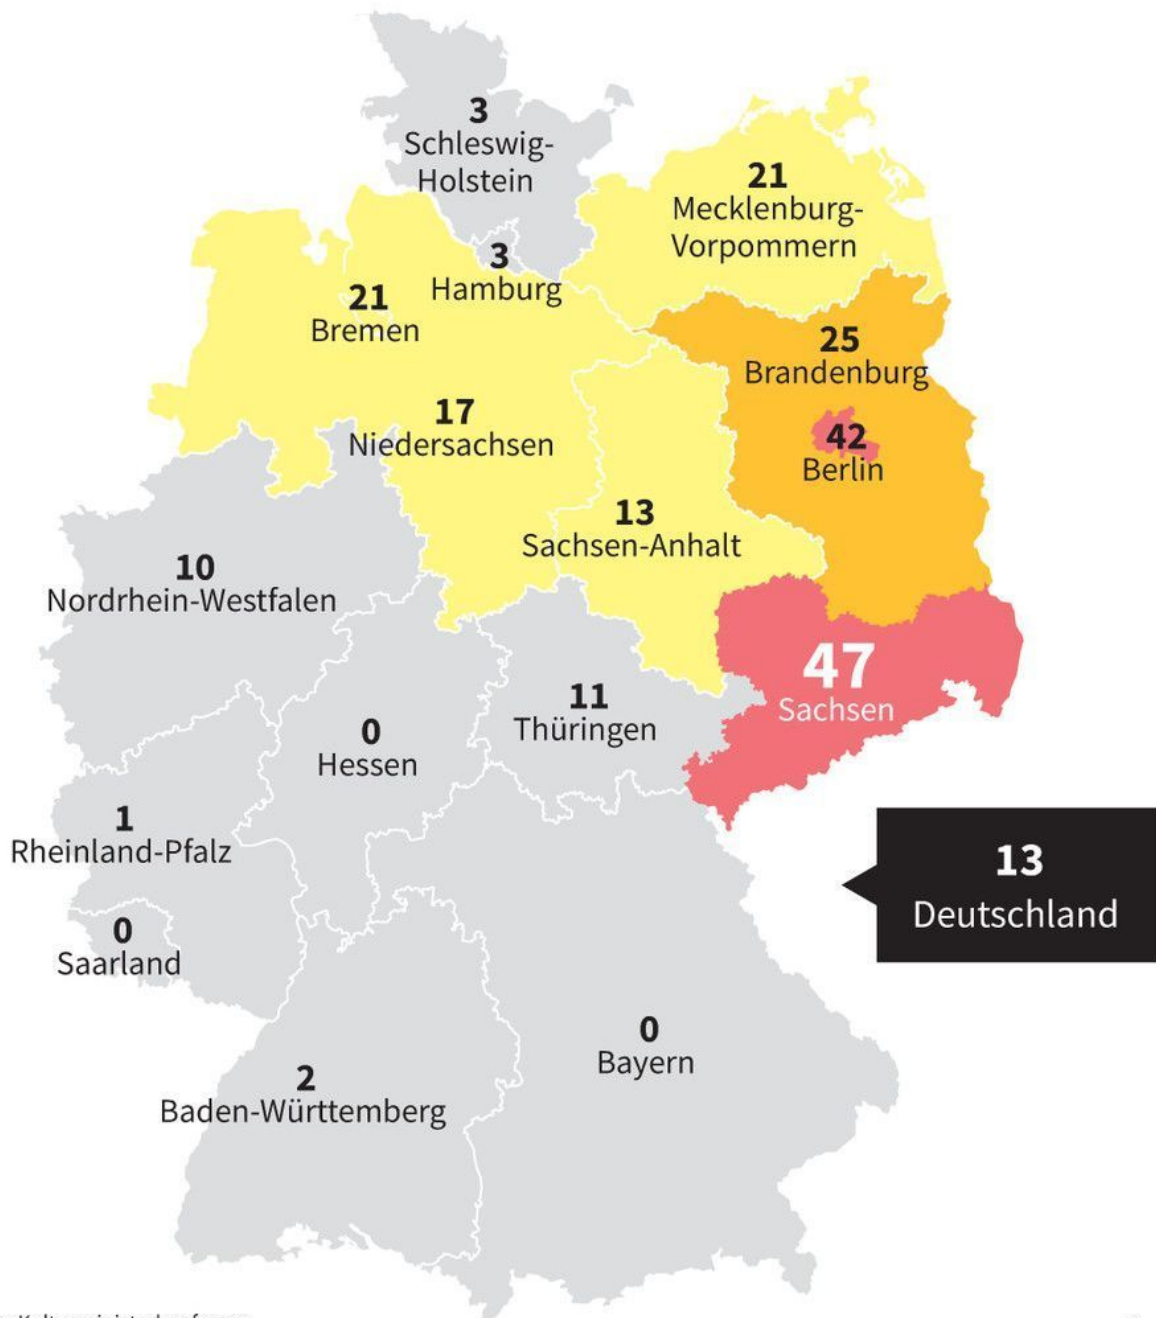 3
Schleswig-
Holstein
21
Mecklenburg-
Vorpommern
3
Hamburg
21
Bremen
25
Brandenburg
17
Niedersachsen
42
Berlin
13
Sachsen-Anhalt
10
Nordrhein-Westfalen
47
Sachsen
11
Thüringen
0
Hessen
1
Rheinland-Pfalz
13
Deutschland
0
Saarland
0
Bayern
2
Baden-Württemberg